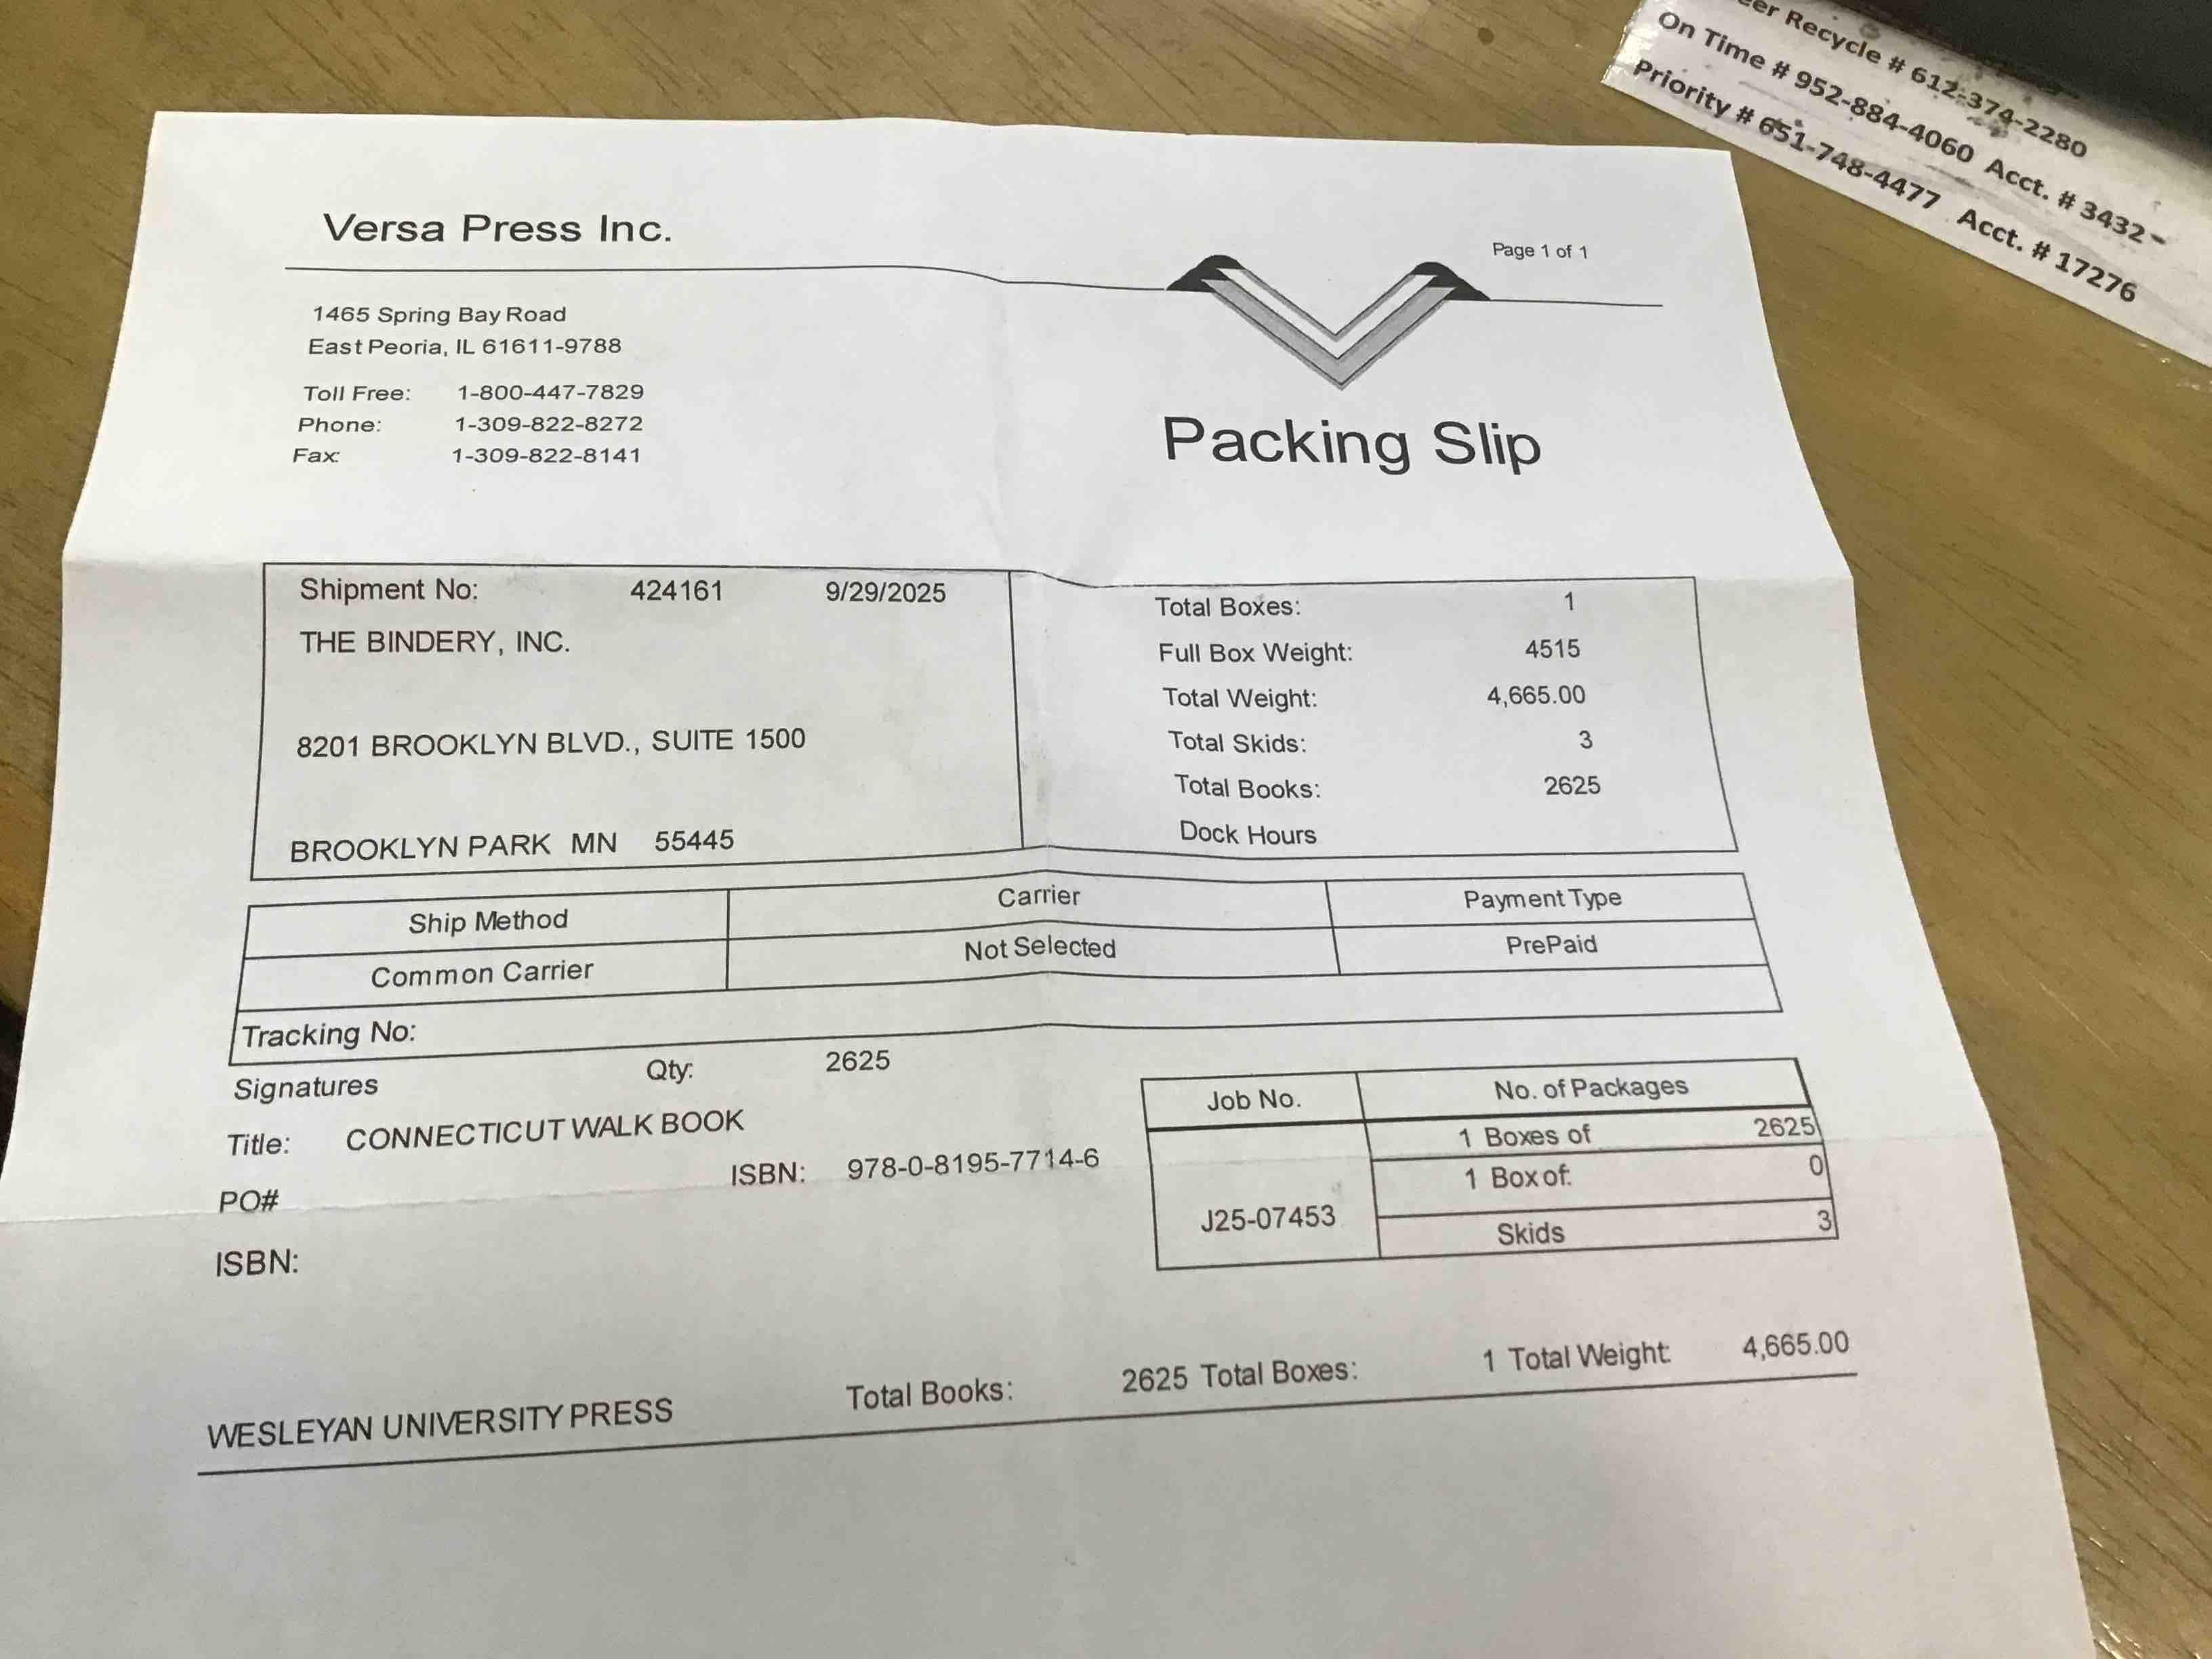 Versa Press Inc.
Page 1 of 1
1465 Spring Bay Road
East Peoria, IL 61611-9788
Toll Free: 1-800-447-7829
Phone: 1-309-822-8272
Fax: 1-309-822-8141
Packing Slip
Shipment No: 424161 9/29/2025
THE BINDERY, INC.
8201 BROOKLYN BLVD., SUITE 1500
BROOKLYN PARK MN 55445
Total Boxes: 1
Full Box Weight: 4515
Total Weight: 4,665.00
Total Skids: 3
Total Books: 2625
Dock Hours
Ship Method Carrier Payment Type
Common Carrier Not Selected PrePaid
Tracking No:
Signatures Qty: 2625
Title: CONNECTICUT WALK BOOK
PO# ISBN: 978-0-8195-7714-6
ISBN:
Job No. No. of Packages
1 Boxes of 2625
1 Box of: 0
J25-07453
Skids 3
WESLEYAN UNIVERSITY PRESS Total Books: 2625 Total Boxes: 1 Total Weight: 4,665.00
Recycle # 612-374-2280
On Time # 952-884-4060 Acct. # 3432-
Priority # 651-748-4477 Acct. # 17276